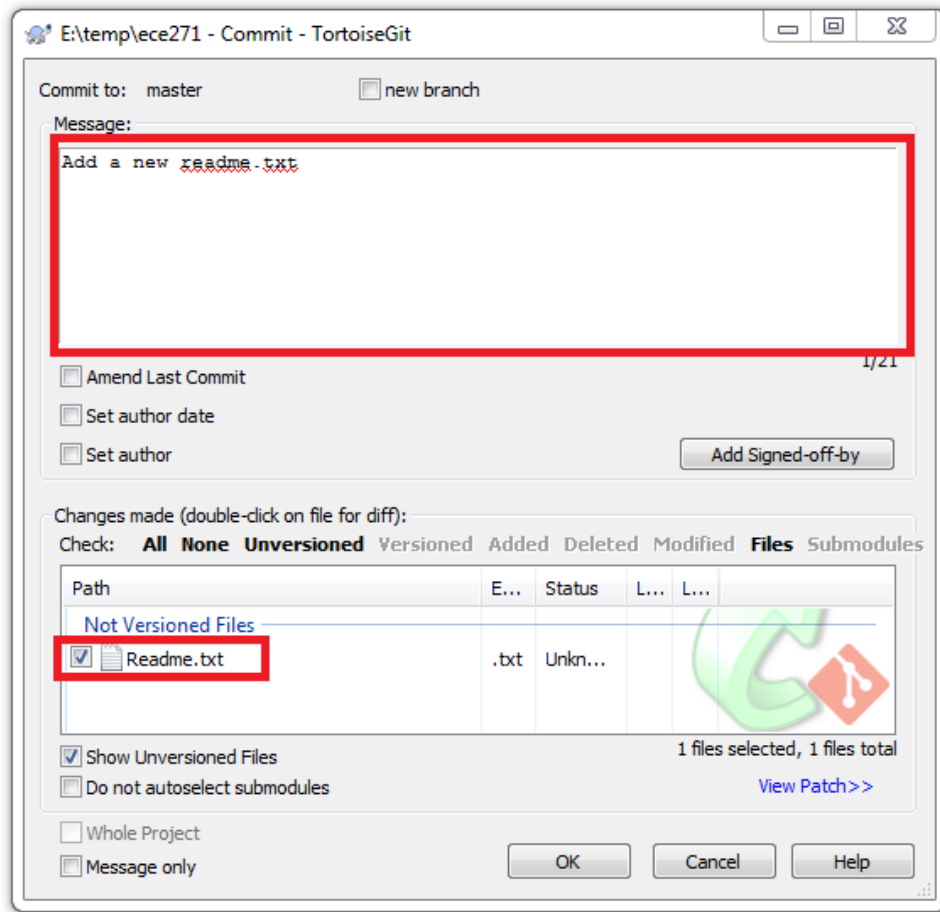 E:\temp\ece271 - Commit - TortoiseGit
Commit to: master new branch
Message:
Add a new readme.txt
1/21
Amend Last Commit
Set author date
Set author Add Signed-off-by
Changes made (double-click on file for diff):
Check: All None Unversioned Versioned Added Deleted Modified Files Submodules
Path E... Status L... L...
Not Versioned Files
Readme.txt .txt Unkn...
Show Unversioned Files 1 files selected, 1 files total
Do not autoselect submodules View Patch>>
Whole Project
Message only OK Cancel Help